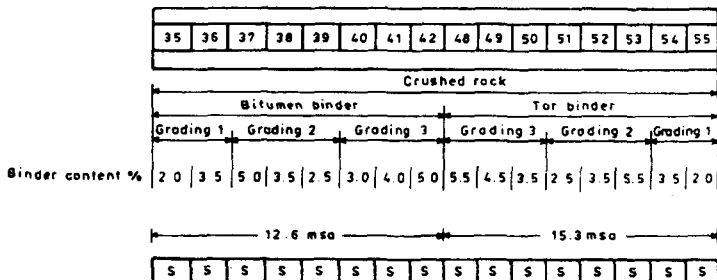 35 36 37 38 39 40 41 42 48 49 50 51 52 53 54 55
Crushed rock
Bitumen binder Tar binder
Grading 1 Grading 2 Grading 3 Grading 3 Grading 2 Grading 1
Binder content % 2 0 3 5 5 0 3.5 2.5 3.0 4.0 5 0 5.5 4.5 3.5 2 5 3.5 5.5 3 5 2 0
12.6 msa 15.3 msa
S S S S S S S S S S S S S S S S